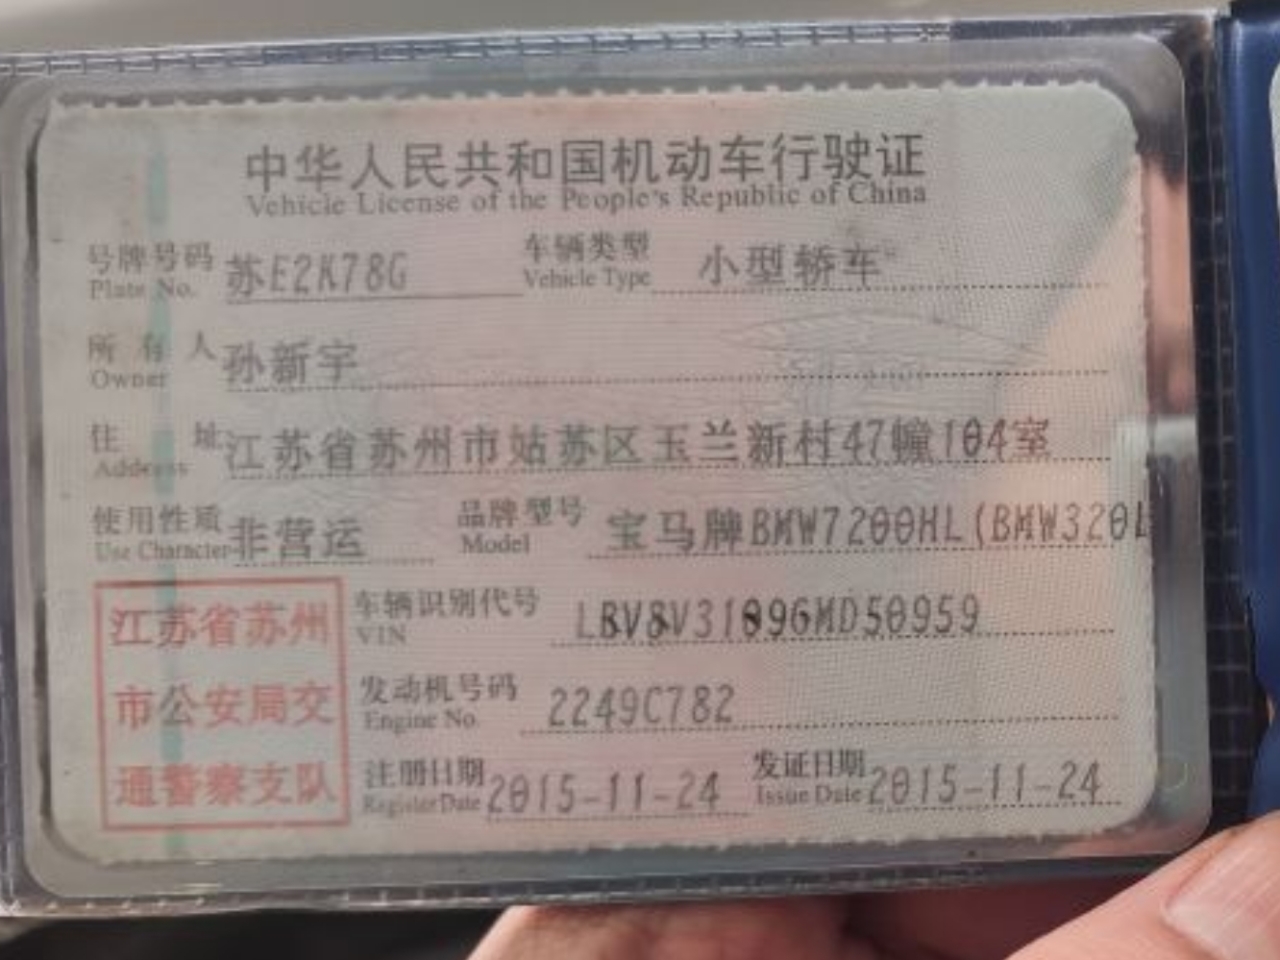 中华人民共和国机动车行驶证
Vehicle License of the People's Republic of China
号牌号码 苏E2K78G 车辆类型 小型轿车
Plate No. Vehicle Type
所有人 孙新宇
Owner
住址 江苏省苏州市姑苏区玉兰新村47幢104室
Address
使用性质 非营运 品牌型号 宝马牌BMW7200HL(BMW320L
Use Character Model
江苏省苏州 车辆识别代号 LBV8V31096MD50959
VIN
市公安局交 发动机号码 2249C782
Engine No.
通警察支队 注册日期 2015-11-24 发证日期 2015-11-24
Register Date Issue Date